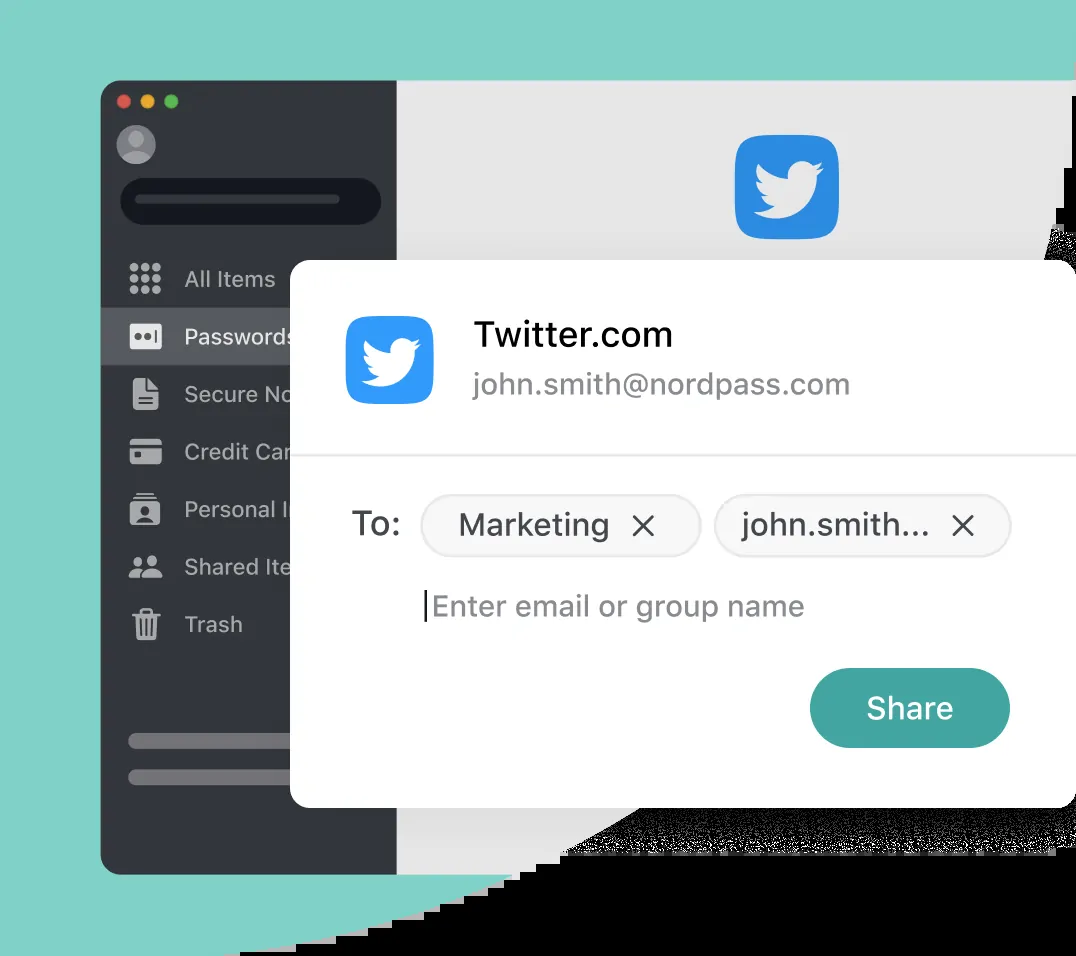 All Items
Passwords
Secure No
Credit Car
Personal I
Shared Ite
Trash
Twitter.com
john.smith@nordpass.com
To: Marketing john.smith...
Enter email or group name
Share